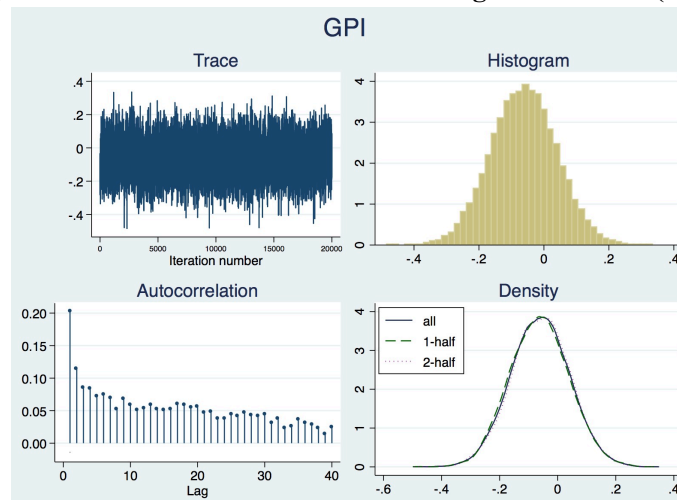 GPI
Trace
.4
.2
0
-.2
-.4
0 5000 10000 15000 20000
Iteration number
Histogram
4
3
2
1
0
-.4 -.2 0 .2 .4
Autocorrelation
0.20
0.15
0.10
0.05
0.00
0 10 20 30 40
Lag
Density
4
3
2
1
0
all
1-half
2-half
-.6 -.4 -.2 0 .2 .4